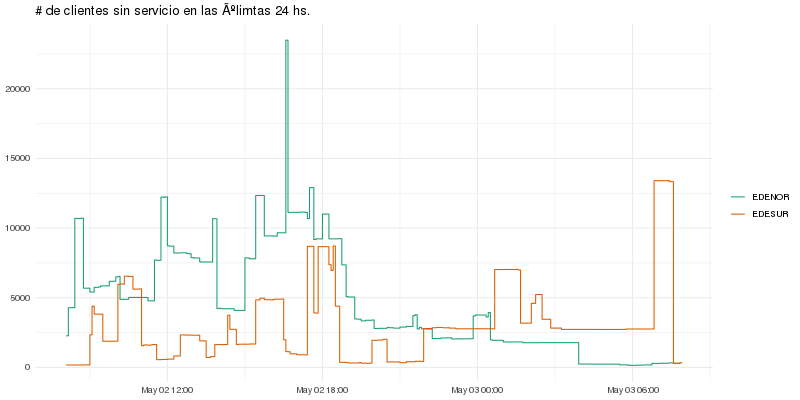 # de clientes sin servicio en las Ãºlimtas 24 hs.
20000
15000
10000
5000
0
May 02 12:00
May 02 18:00
May 03 00:00
May 03 06:00
EDENOR
EDESUR